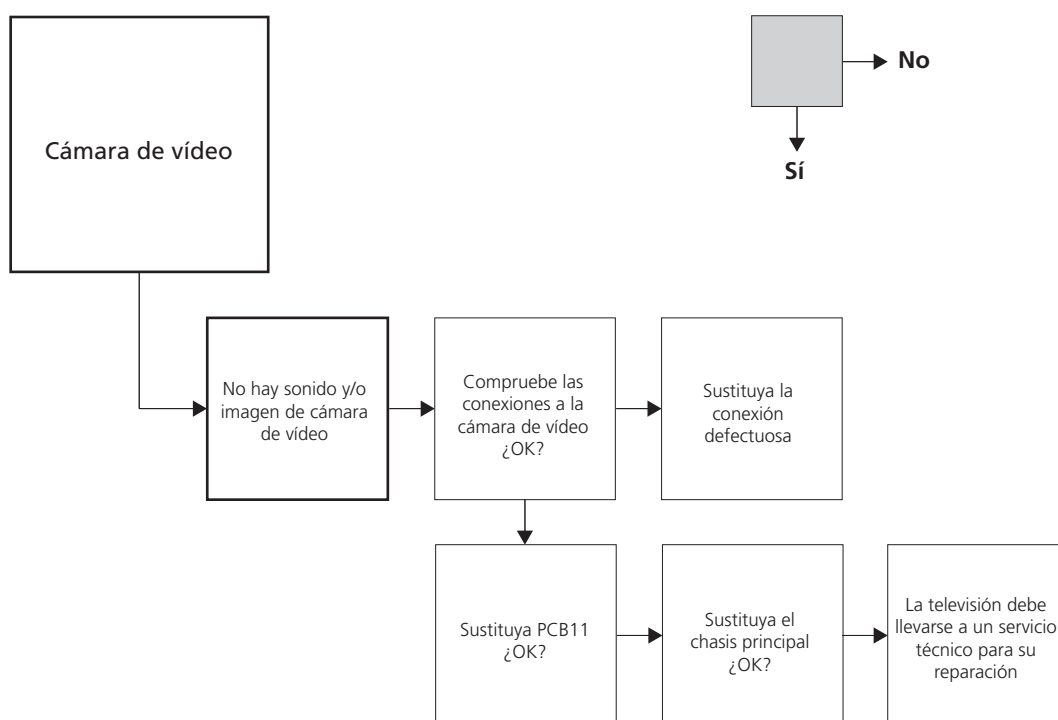 Cámara de vídeo
No
Sí
No hay sonido y/o
imagen de cámara
de vídeo
Compruebe las
conexiones a la
cámara de vídeo
¿OK?
Sustituya la
conexión
defectuosa
Sustituya PCB11
¿OK?
Sustituya el
chasis principal
¿OK?
La televisión debe
llevarse a un servicio
técnico para su
reparación